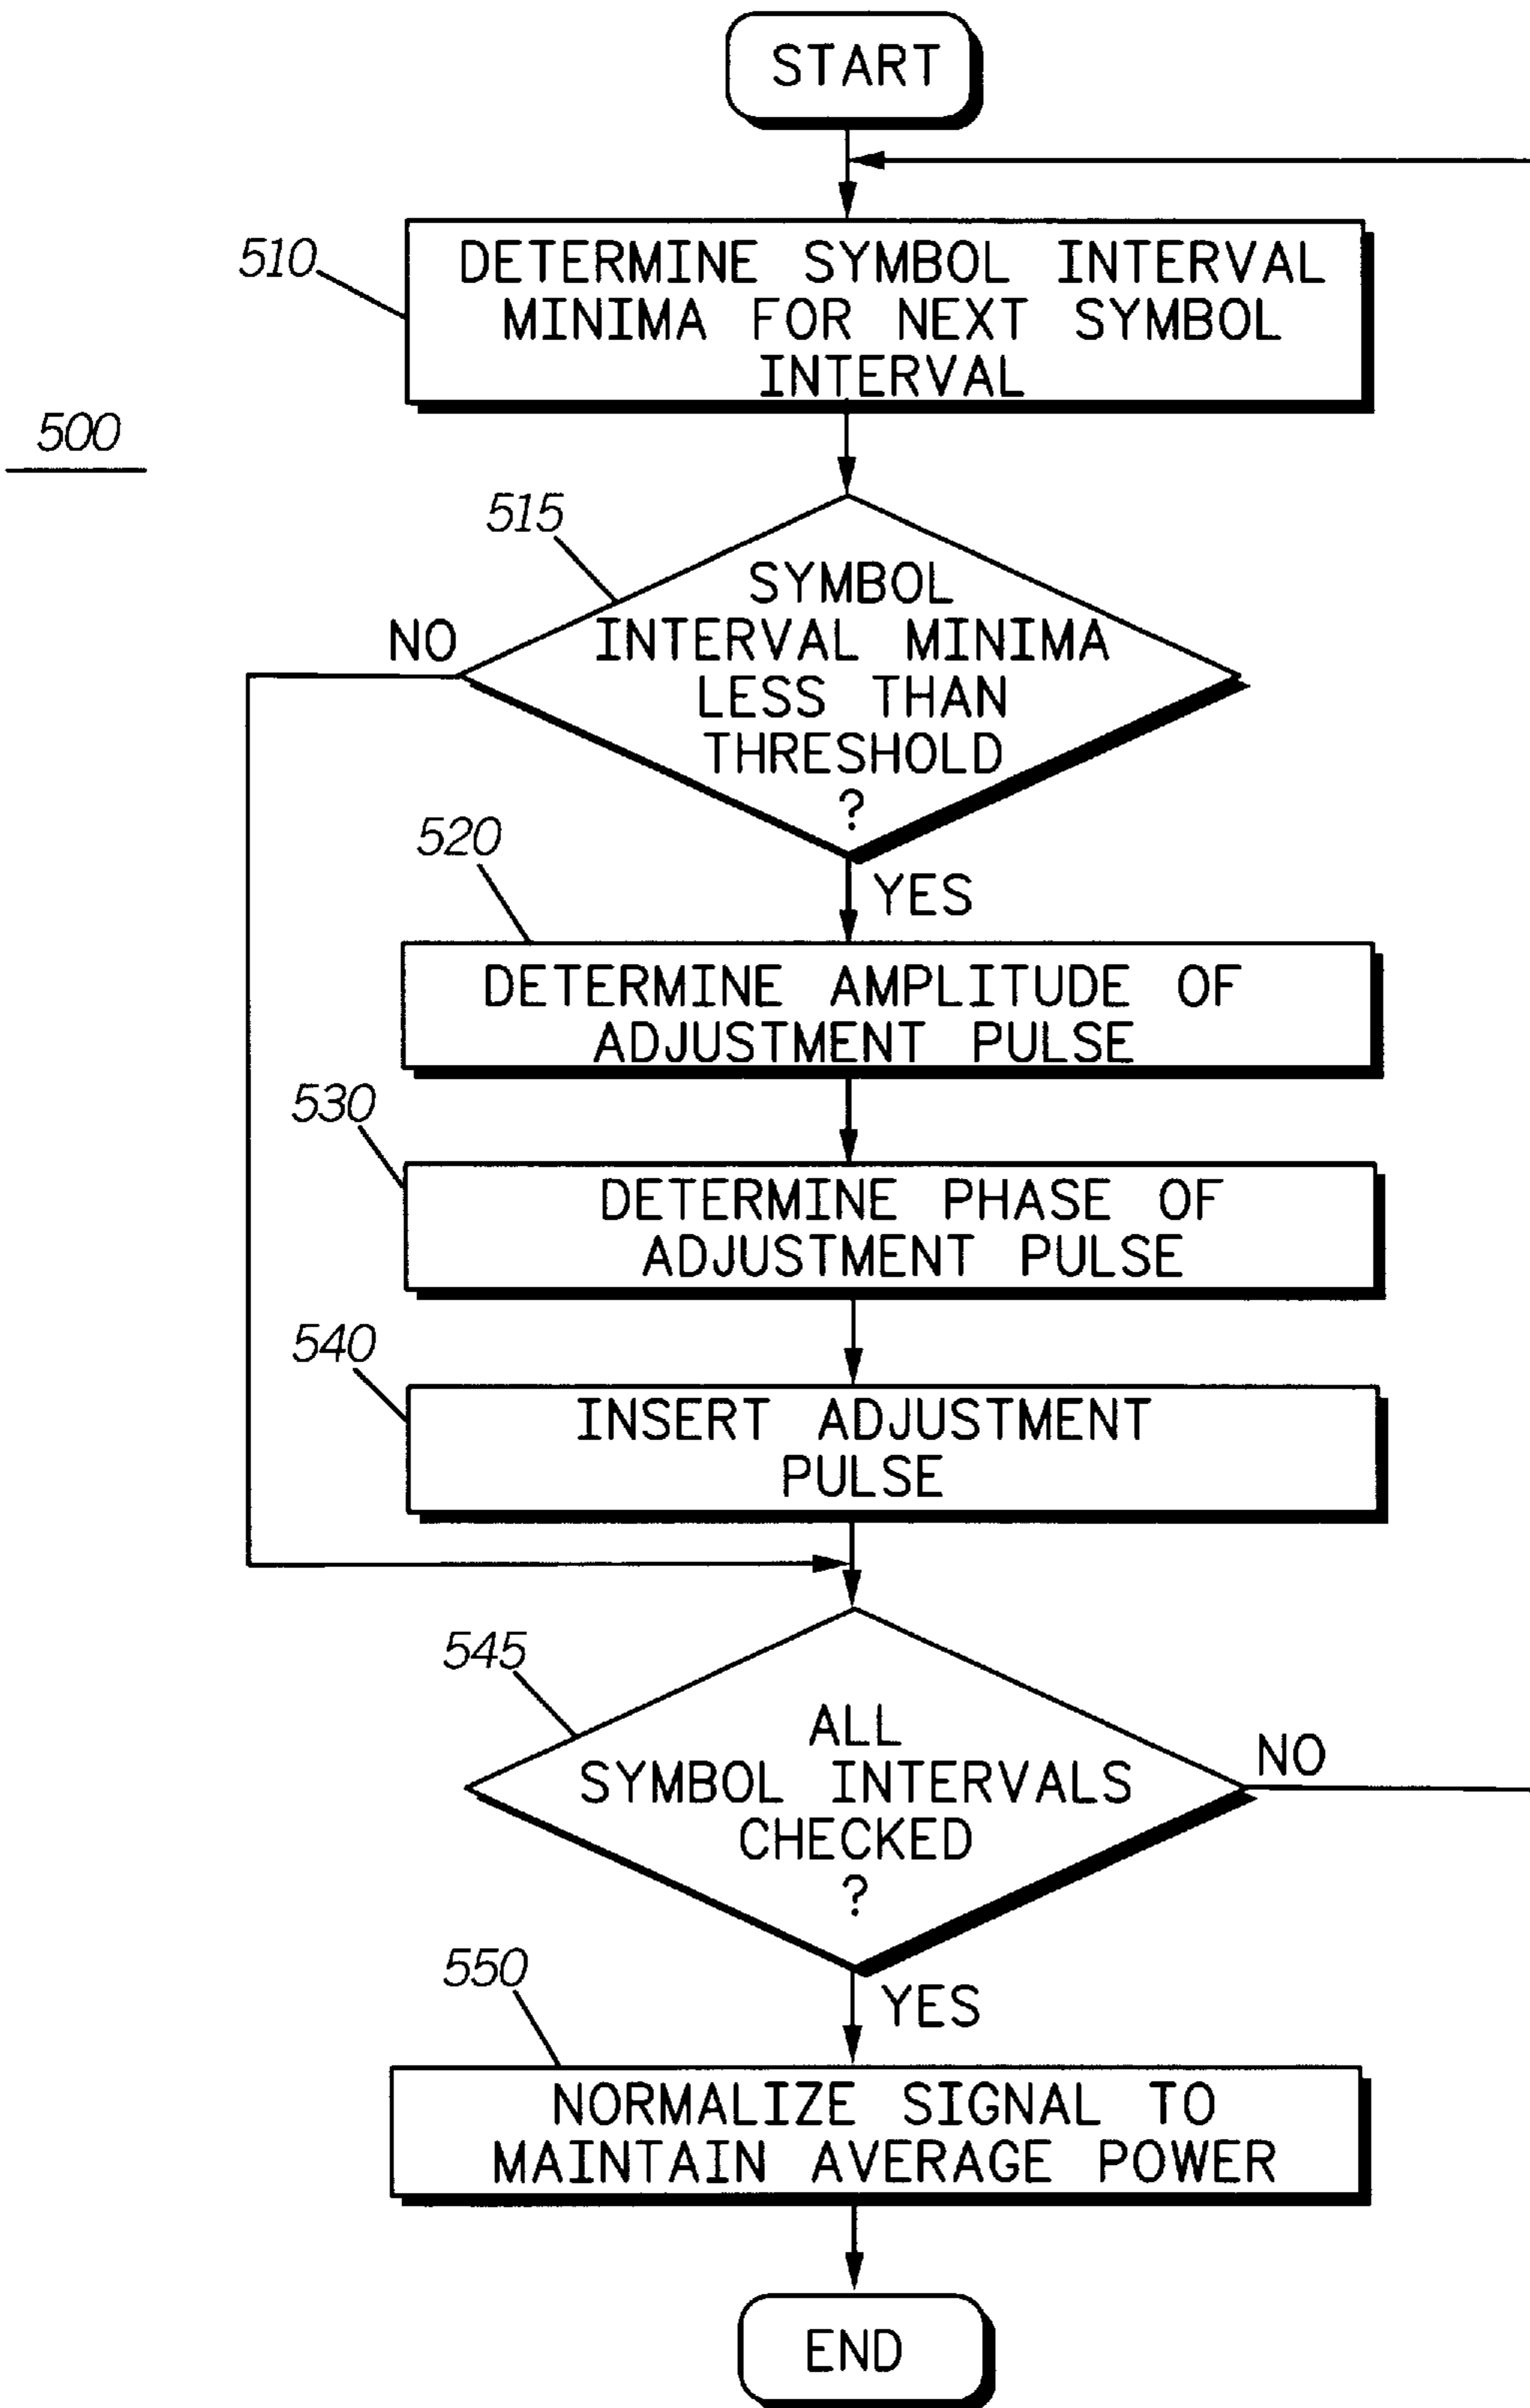 START
510
DETERMINE SYMBOL INTERVAL
MINIMA FOR NEXT SYMBOL
INTERVAL
500
515
SYMBOL
INTERVAL MINIMA
LESS THAN
THRESHOLD
?
NO
YES
520
DETERMINE AMPLITUDE OF
ADJUSTMENT PULSE
530
DETERMINE PHASE OF
ADJUSTMENT PULSE
540
INSERT ADJUSTMENT
PULSE
545
ALL
SYMBOL INTERVALS
CHECKED
?
NO
YES
550
NORMALIZE SIGNAL TO
MAINTAIN AVERAGE POWER
END